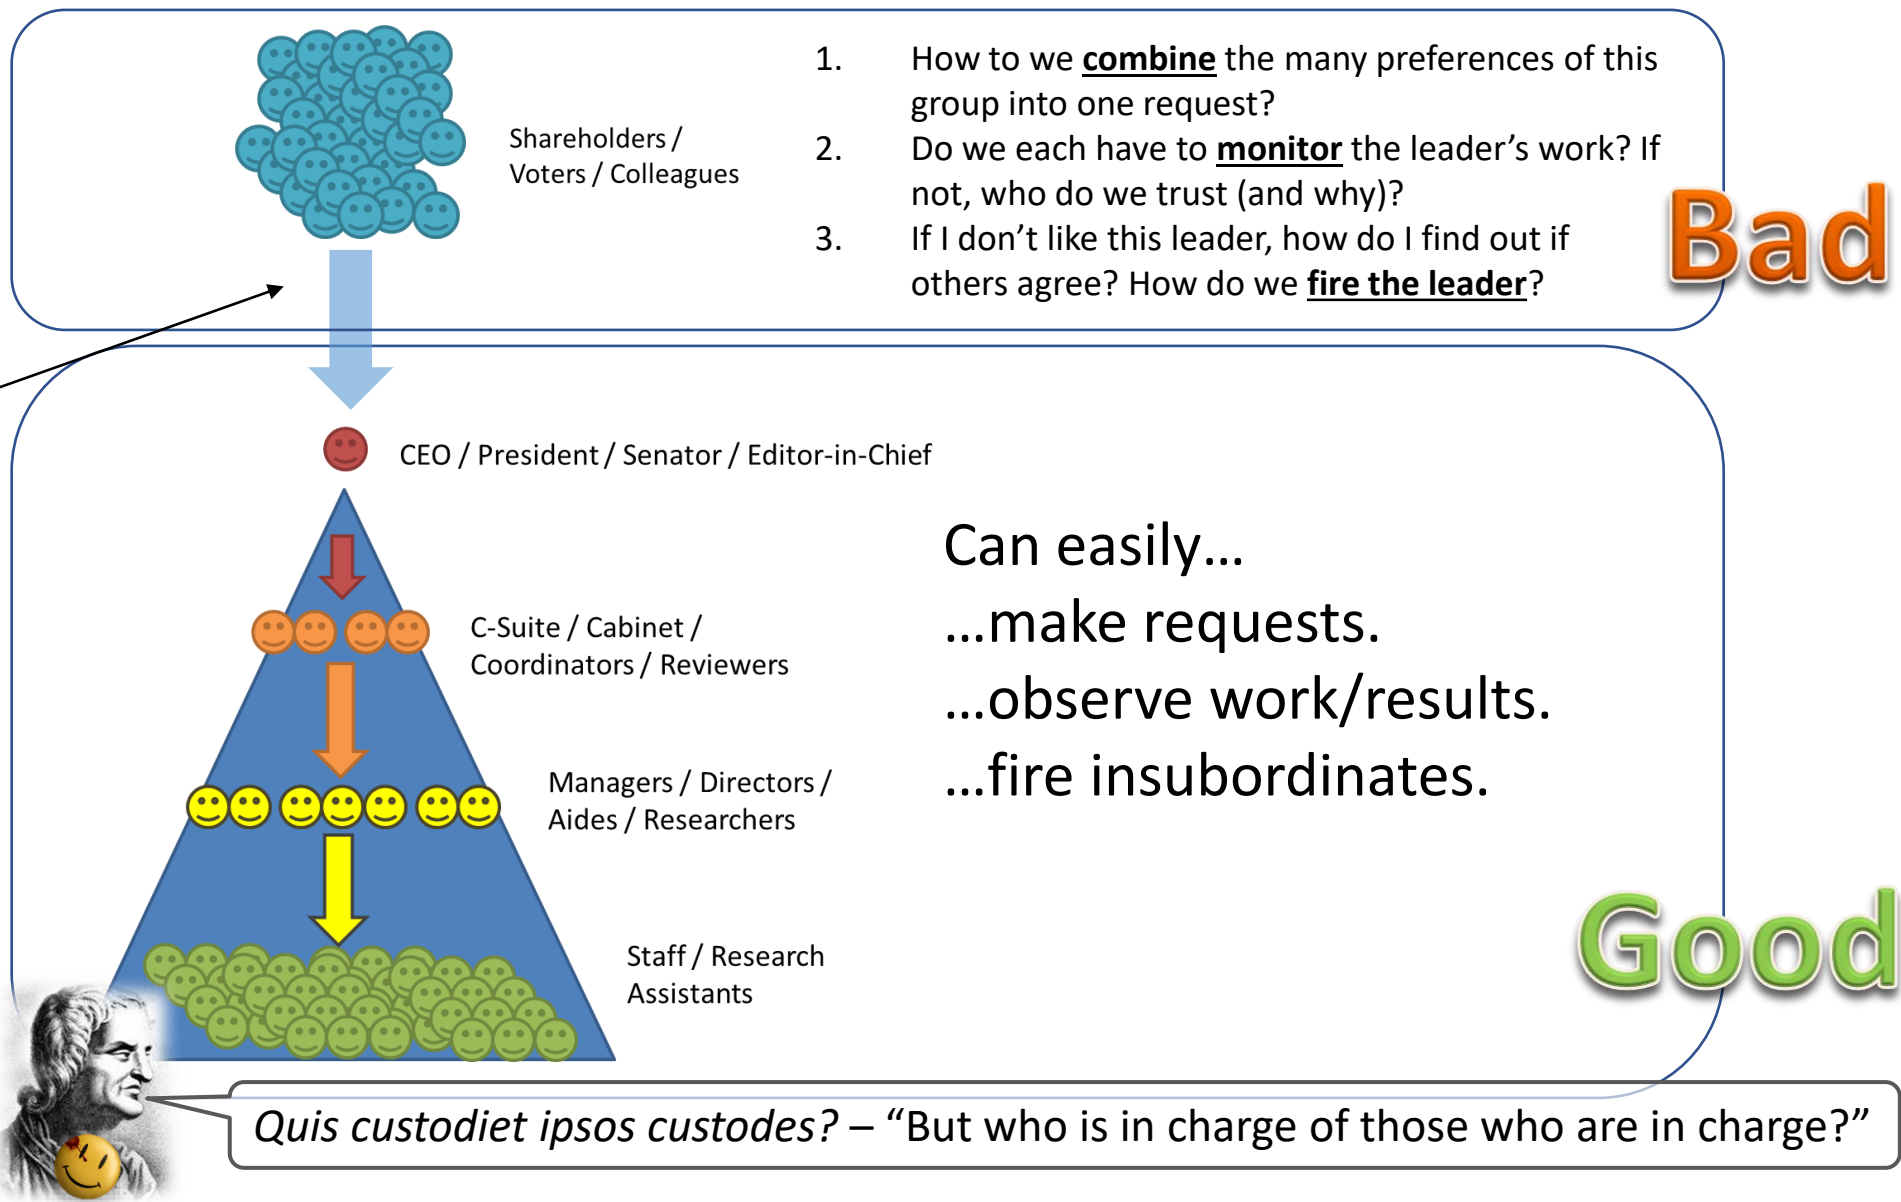 Shareholders /
Voters / Colleagues
1. How to we combine the many preferences of this
group into one request?
2. Do we each have to monitor the leader’s work? If
not, who do we trust (and why)?
3. If I don’t like this leader, how do I find out if
others agree? How do we fire the leader?
Bad
CEO / President / Senator / Editor-in-Chief
C-Suite / Cabinet /
Coordinators / Reviewers
Managers / Directors /
Aides / Researchers
Staff / Research
Assistants
Can easily…
…make requests.
…observe work/results.
…fire insubordinates.
Good
Quis custodiet ipsos custodes? – “But who is in charge of those who are in charge?”